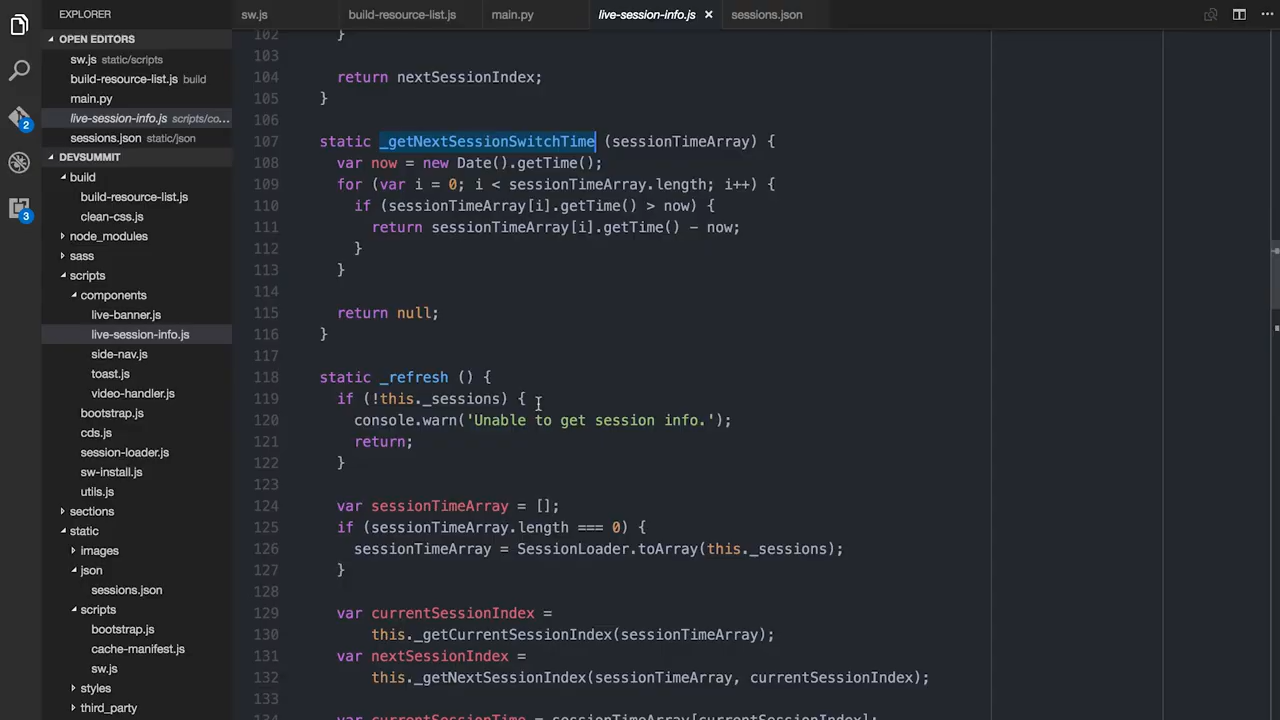 EXPLORER
sw.js
build-resource-list.js
main.py
live-session-info.js ×
sessions.json
OPEN EDITORS
sw.js static/scripts
build-resource-list.js build
main.py
live-session-info.js scripts/co...
sessions.json static/json
DEVSUMMIT
build
build-resource-list.js
clean-css.js
node_modules
sass
scripts
components
live-banner.js
live-session-info.js
side-nav.js
toast.js
video-handler.js
bootstrap.js
cds.js
session-loader.js
sw-install.js
utils.js
sections
static
images
json
sessions.json
scripts
bootstrap.js
cache-manifest.js
sw.js
styles
third_party
2
3
102 }
103
104 return nextSessionIndex;
105 }
106
107 static _getNextSessionSwitchTime (sessionTimeArray) {
108 var now = new Date().getTime();
109 for (var i = 0; i < sessionTimeArray.length; i++) {
110 if (sessionTimeArray[i].getTime() > now) {
111 return sessionTimeArray[i].getTime() - now;
112 }
113 }
114
115 return null;
116 }
117
118 static _refresh () {
119 if (!this._sessions) {
120 console.warn('Unable to get session info.');
121 return;
122 }
123
124 var sessionTimeArray = [];
125 if (sessionTimeArray.length === 0) {
126 sessionTimeArray = SessionLoader.toArray(this._sessions);
127 }
128
129 var currentSessionIndex =
130 this._getCurrentSessionIndex(sessionTimeArray);
131 var nextSessionIndex =
132 this._getNextSessionIndex(sessionTimeArray, currentSessionIndex);
133
134 var currentSessionTime = sessionTimeArray[currentSessionIndex];